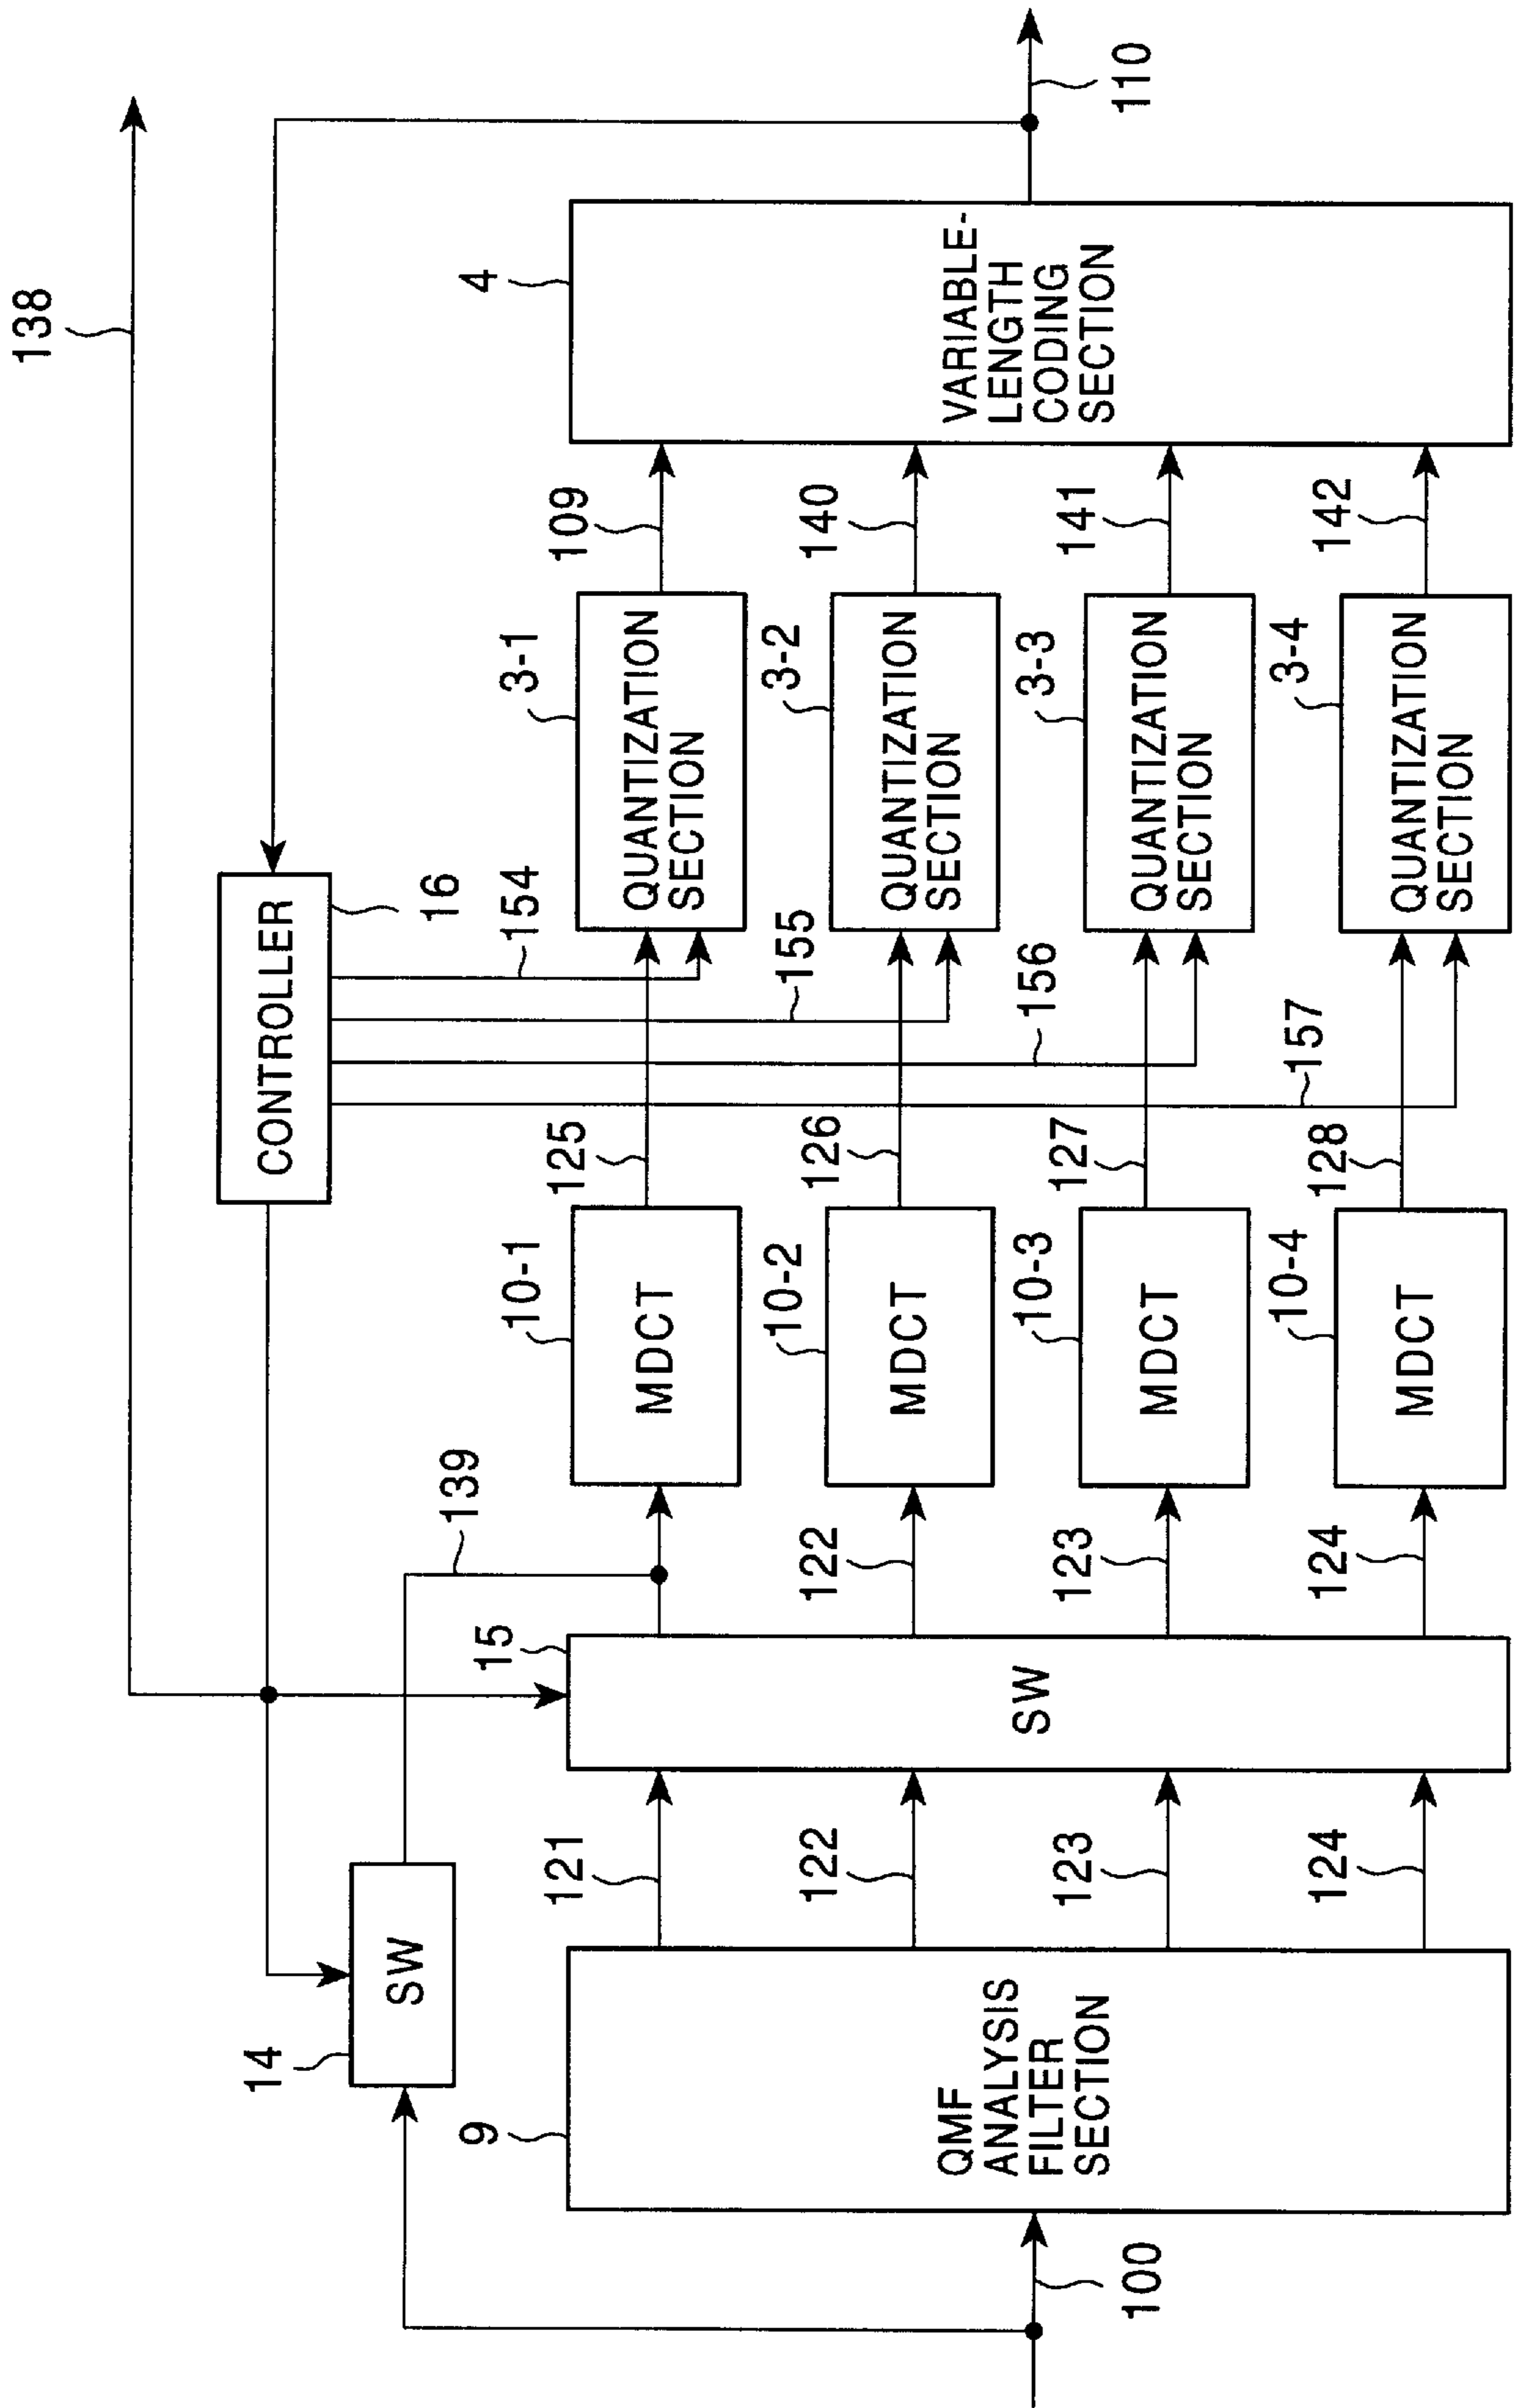 138
CONTROLLER
16
14
SW
139
154
155
156
157
110
9
QMF
ANALYSIS
FILTER
SECTION
100
121
122
123
124
15
SW
122
123
124
10-1
MDCT
125
10-2
MDCT
126
10-3
MDCT
127
10-4
MDCT
128
3-1
QUANTIZATION
SECTION
109
3-2
QUANTIZATION
SECTION
140
3-3
QUANTIZATION
SECTION
141
3-4
QUANTIZATION
SECTION
142
4
VARIABLE-
LENGTH
CODING
SECTION